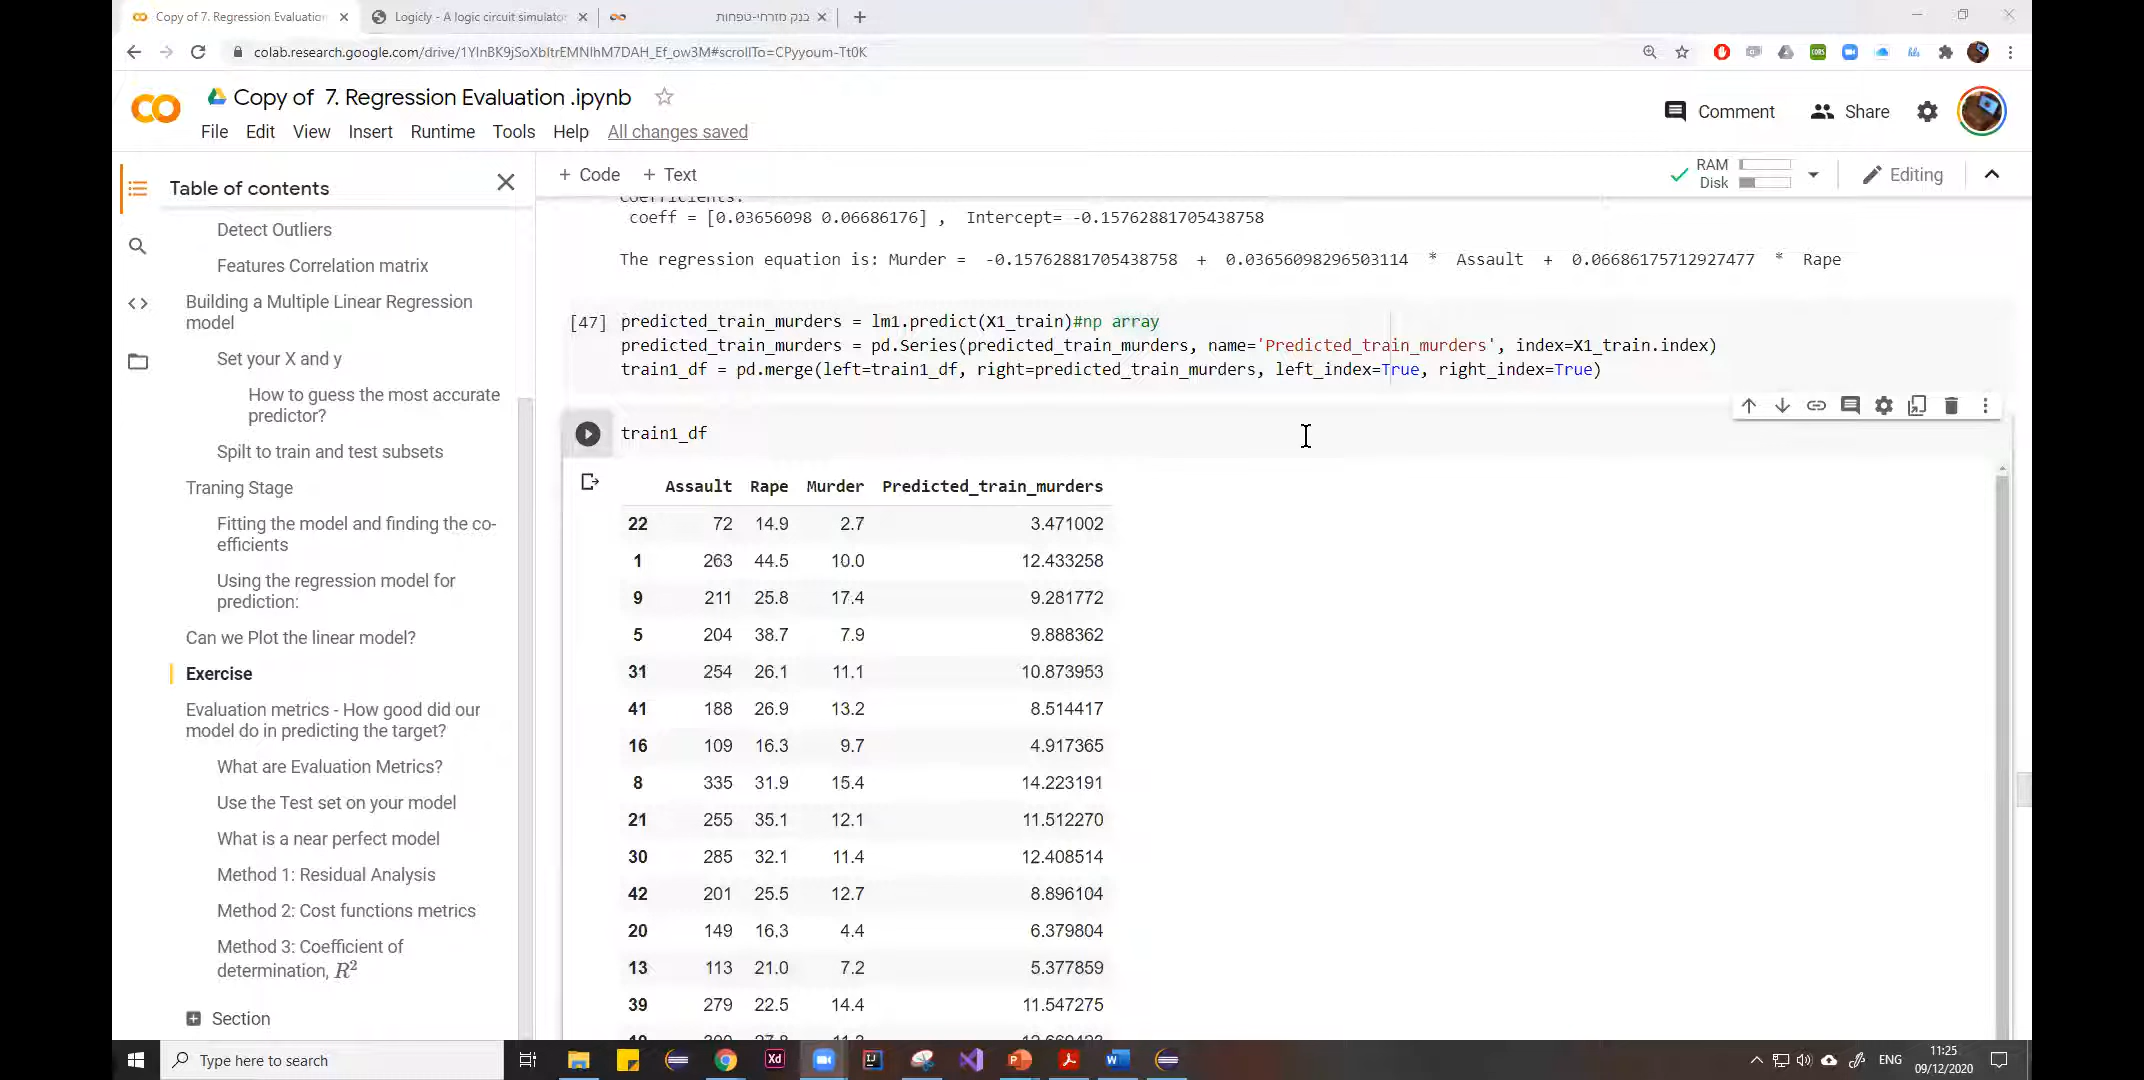 Copy of 7. Regression Evaluation
Logicly - A logic circuit simulator
בנק מזרחי-טפחות
Copy of 7. Regression Evaluation .ipynb
File Edit View Insert Runtime Tools Help All changes saved
Comment
Share
Table of contents
+ Code + Text
RAM
Disk
Editing
Detect Outliers
Features Correlation matrix
Building a Multiple Linear Regression
model
Set your X and y
How to guess the most accurate
predictor?
Spilt to train and test subsets
Traning Stage
Fitting the model and finding the co-
efficients
Using the regression model for
prediction:
Can we Plot the linear model?
Exercise
Evaluation metrics - How good did our
model do in predicting the target?
What are Evaluation Metrics?
Use the Test set on your model
What is a near perfect model
Method 1: Residual Analysis
Method 2: Cost functions metrics
Method 3: Coefficient of
determination, R²
Section
Coefficients:
coeff = [0.03656098 0.06686176] , Intercept= -0.15762881705438758
The regression equation is: Murder = -0.15762881705438758 + 0.03656098296503114 * Assault + 0.06686175712927477 * Rape
[47] predicted_train_murders = lm1.predict(X1_train)#np array
predicted_train_murders = pd.Series(predicted_train_murders, name='Predicted_train_murders', index=X1_train.index)
train1_df = pd.merge(left=train1_df, right=predicted_train_murders, left_index=True, right_index=True)
train1_df
Assault Rape Murder Predicted_train_murders
22 72 14.9 2.7 3.471002
1 263 44.5 10.0 12.433258
9 211 25.8 17.4 9.281772
5 204 38.7 7.9 9.888362
31 254 26.1 11.1 10.873953
41 188 26.9 13.2 8.514417
16 109 16.3 9.7 4.917365
8 335 31.9 15.4 14.223191
21 255 35.1 12.1 11.512270
30 285 32.1 11.4 12.408514
42 201 25.5 12.7 8.896104
20 149 16.3 4.4 6.379804
13 113 21.0 7.2 5.377859
39 279 22.5 14.4 11.547275
Type here to search
Xd
ENG
11:25
09/12/2020